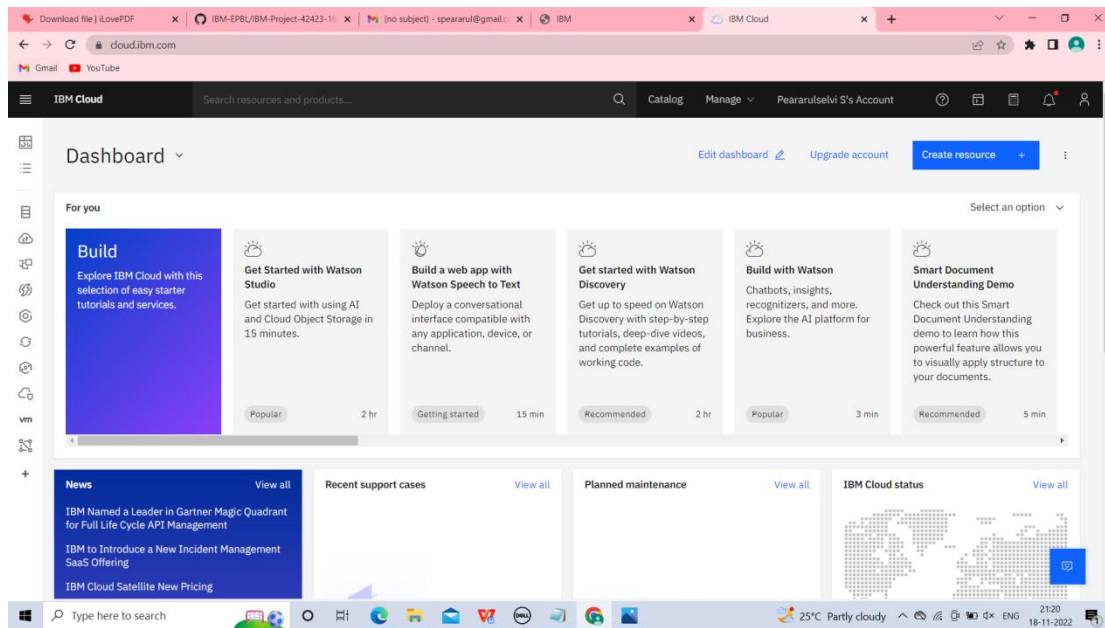 Download file | iLovePDF
IBM-EPBL/IBM-Project-42423-16
(no subject) - speararul@gmail.c
IBM
IBM Cloud
cloud.ibm.com
Gmail
YouTube
IBM Cloud
Search resources and products...
Catalog
Manage
Peararulselvi S's Account
Dashboard
Edit dashboard
Upgrade account
Create resource +
For you
Select an option
Build
Explore IBM Cloud with this
selection of easy starter
tutorials and services.
Get Started with Watson
Studio
Get started with using AI
and Cloud Object Storage in
15 minutes.
Popular
2 hr
Build a web app with
Watson Speech to Text
Deploy a conversational
interface compatible with
any application, device, or
channel.
Getting started
15 min
Get started with Watson
Discovery
Get up to speed on Watson
Discovery with step-by-step
tutorials, deep-dive videos,
and complete examples of
working code.
Recommended
2 hr
Build with Watson
Chatbots, insights,
recognitizers, and more.
Explore the AI platform for
business.
Popular
3 min
Smart Document
Understanding Demo
Check out this Smart
Document Understanding
demo to learn how this
powerful feature allows you
to visually apply structure to
your documents.
Recommended
5 min
vm
News
View all
IBM Named a Leader in Gartner Magic Quadrant
for Full Life Cycle API Management
IBM to Introduce a New Incident Management
SaaS Offering
IBM Cloud Satellite New Pricing
Recent support cases
View all
Planned maintenance
View all
IBM Cloud status
View all
Type here to search
DELL
25°C Partly cloudy
ENG
21:20
18-11-2022